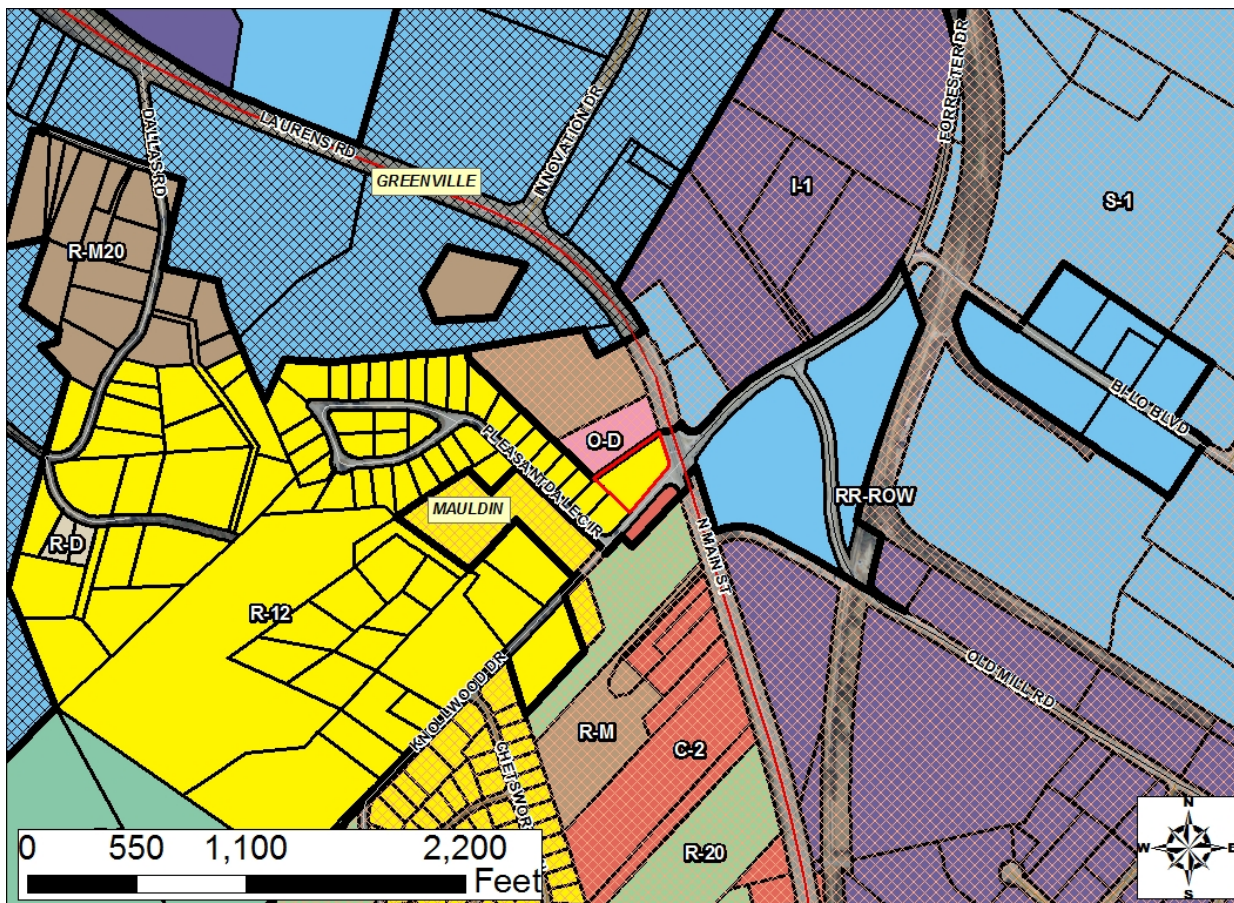 FORRESTER DR
DALLAS RD
LAURENS RD
INNOVATION DR
GREENVILLE
I-1
S-1
R-M20
BI-LO BLVD
O-D
PLEASANTDALE CIR
MAULDIN
RR-ROW
N MAIN ST
R-D
R-12
OLD MILL RD
KNOLLWOOD DR
R-M
C-2
R-20
0 550 1,100 2,200
Feet
N
W E
S